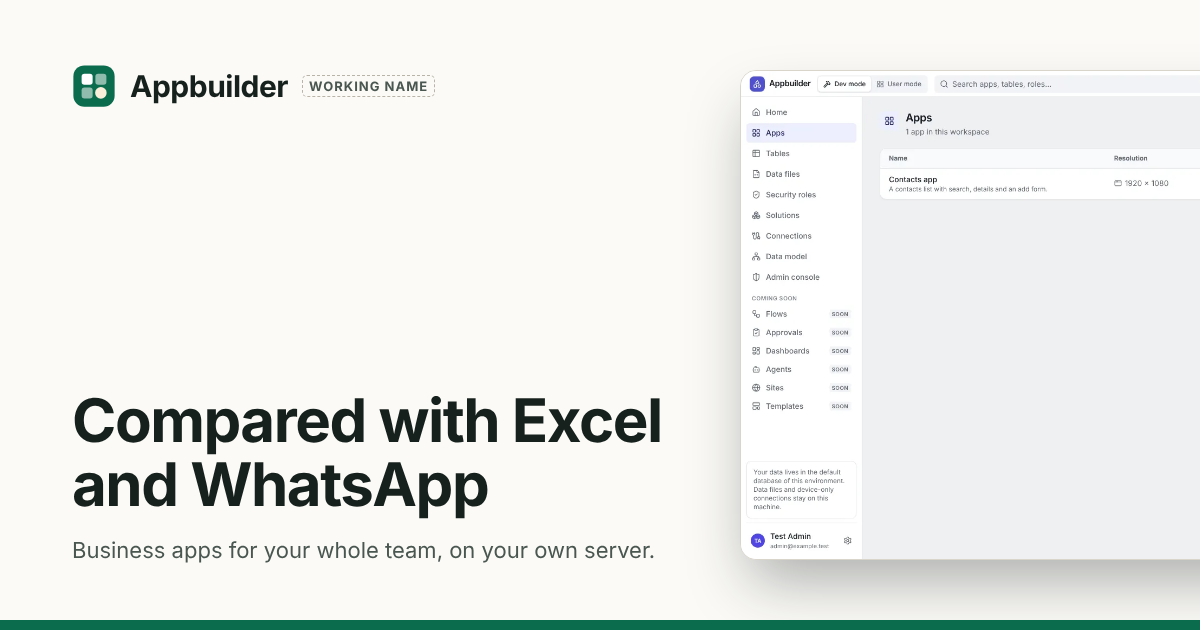 Appbuilder
WORKING NAME
Compared with Excel
and WhatsApp
Business apps for your whole team, on your own server.
Appbuilder
Dev mode
User mode
Search apps, tables, roles...
Home
Apps
Tables
Data files
Security roles
Solutions
Connections
Data model
Admin console
COMING SOON
Flows SOON
Approvals SOON
Dashboards SOON
Agents SOON
Sites SOON
Templates SOON
Your data lives in the default
database of this environment.
Data files and device-only
connections stay on this
machine.
TA
Test Admin
admin@example.test
Apps
1 app in this workspace
Name Resolution
Contacts app
A contacts list with search, details and an add form.
1920 × 1080